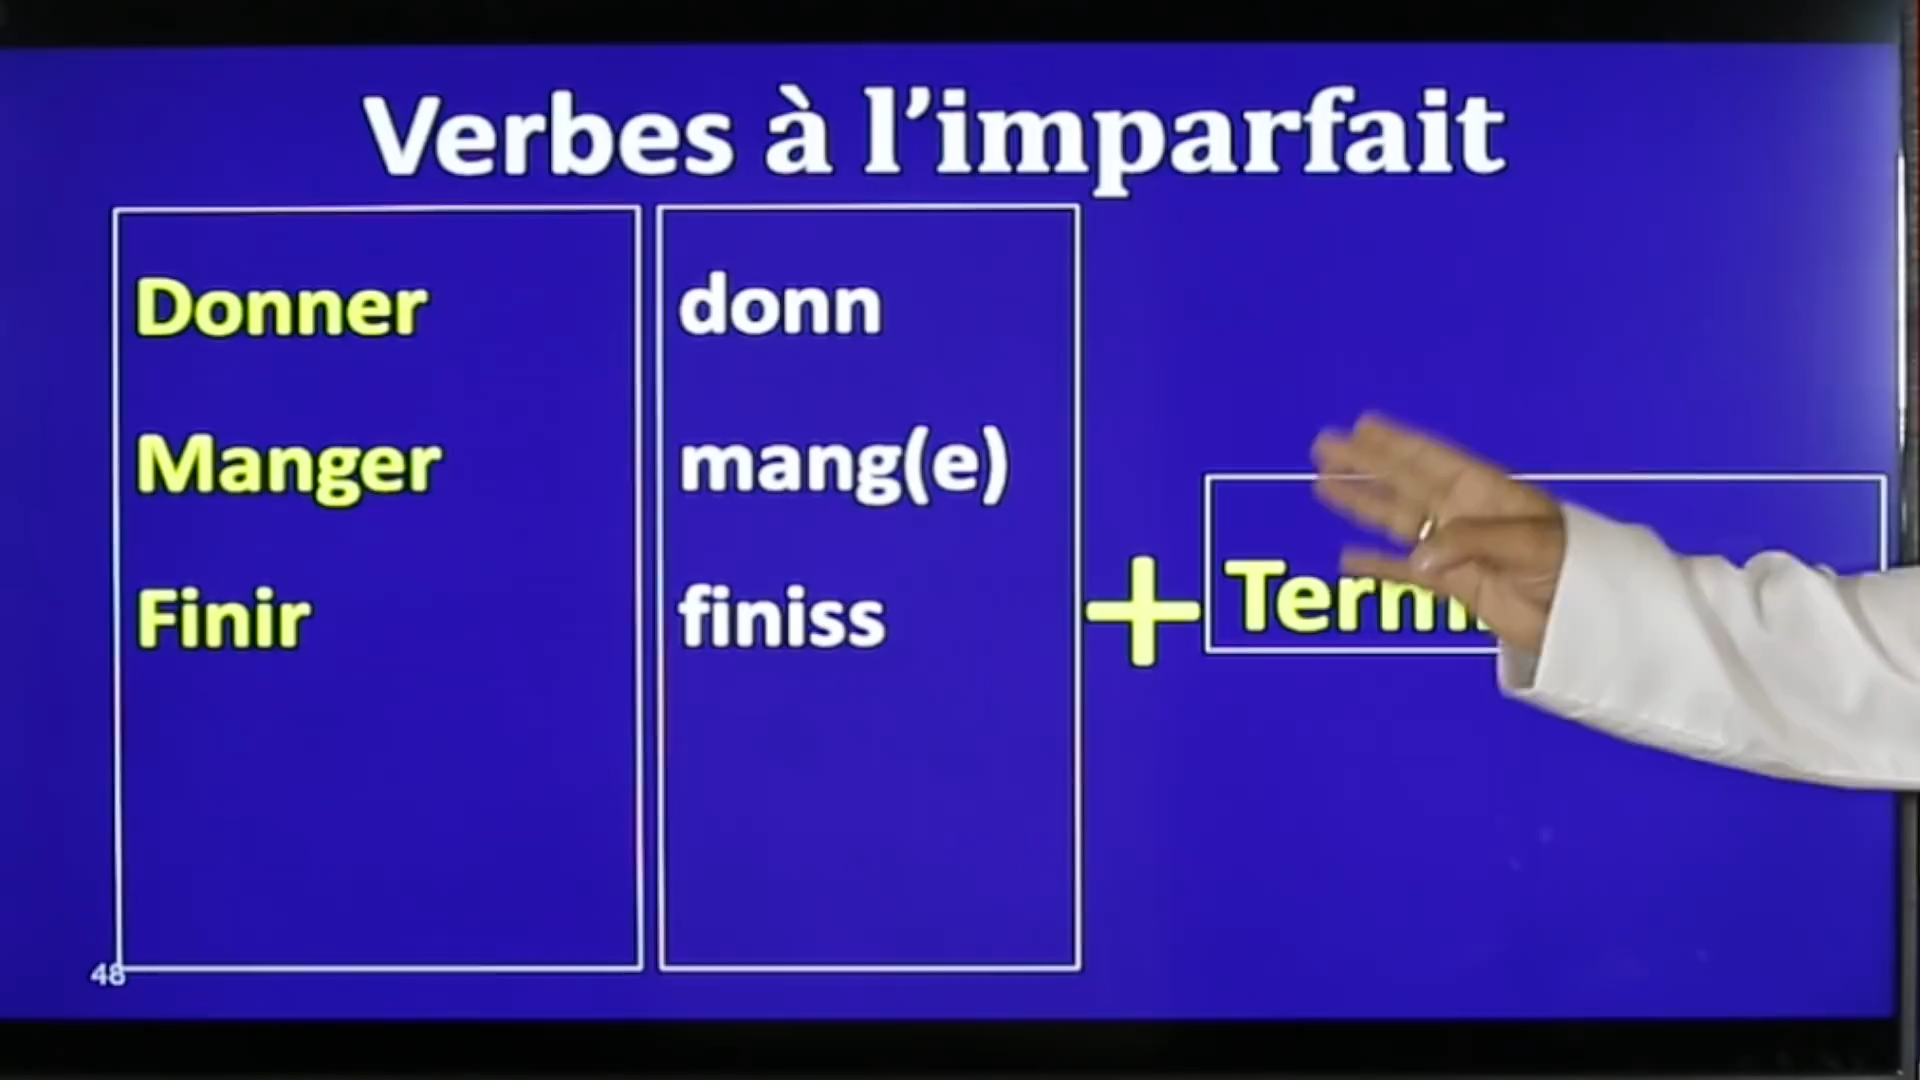 Verbes à l’imparfait
Donner donn
Manger mang(e)
Finir finiss
+
48